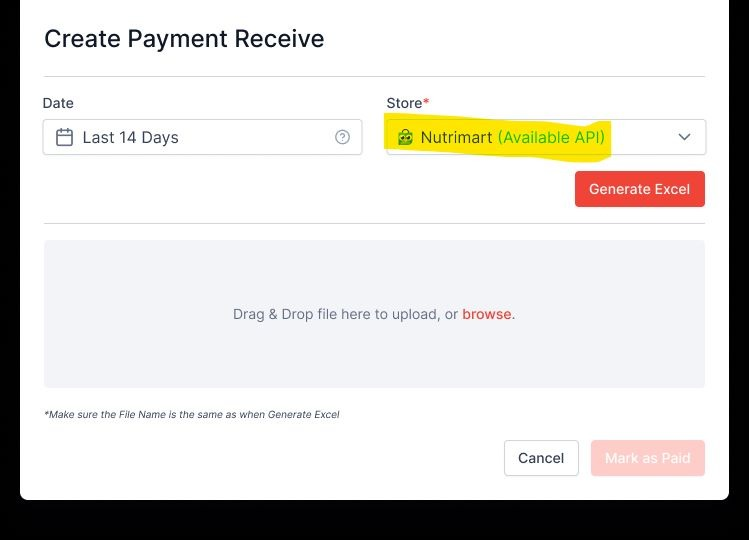 Create Payment Receive
Date
Store*
Last 14 Days
Nutrimart (Available API)
Generate Excel
Drag & Drop file here to upload, or browse.
*Make sure the File Name is the same as when Generate Excel
Cancel
Mark as Paid